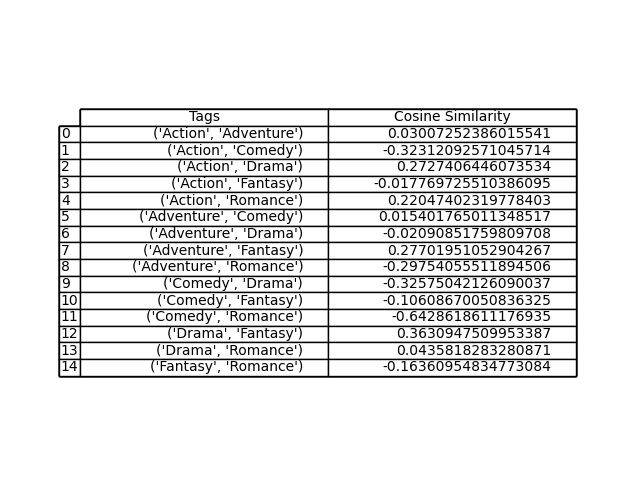 Tags Cosine Similarity
0 ('Action', 'Adventure') 0.03007252386015541
1 ('Action', 'Comedy') -0.32312092571045714
2 ('Action', 'Drama') 0.2727406446073534
3 ('Action', 'Fantasy') -0.017769725510386095
4 ('Action', 'Romance') 0.22047402319778403
5 ('Adventure', 'Comedy') 0.015401765011348517
6 ('Adventure', 'Drama') -0.02090851759809708
7 ('Adventure', 'Fantasy') 0.27701951052904267
8 ('Adventure', 'Romance') -0.29754055511894506
9 ('Comedy', 'Drama') -0.32575042126090037
10 ('Comedy', 'Fantasy') -0.10608670050836325
11 ('Comedy', 'Romance') -0.6428618611176935
12 ('Drama', 'Fantasy') 0.3630947509953387
13 ('Drama', 'Romance') 0.0435818283280871
14 ('Fantasy', 'Romance') -0.16360954834773084